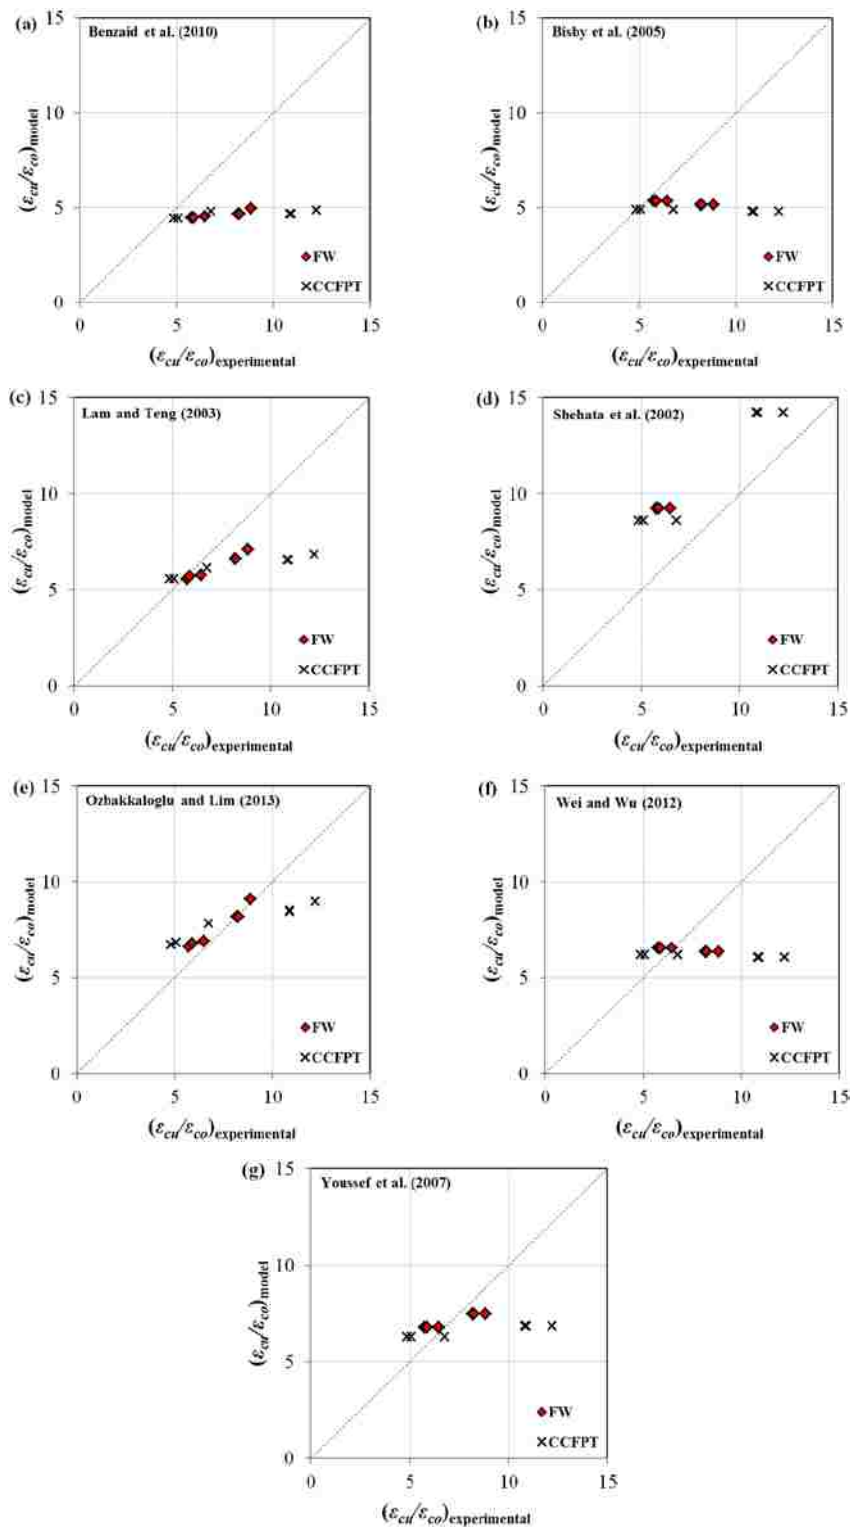 (a)
Benzaid et al. (2010)
15
10
5
0
(εcu/εco)model
FW
CCFPT
0 5 10 15
(εcu/εco)experimental
(b)
Bisby et al. (2005)
15
10
5
0
(εcu/εco)model
FW
CCFPT
0 5 10 15
(εcu/εco)experimental
(c)
Lam and Teng (2003)
15
10
5
0
(εcu/εco)model
FW
CCFPT
0 5 10 15
(εcu/εco)experimental
(d)
Shehata et al. (2002)
15
10
5
0
(εcu/εco)model
FW
CCFPT
0 5 10 15
(εcu/εco)experimental
(e)
Ozbakkaloglu and Lim (2013)
15
10
5
0
(εcu/εco)model
FW
CCFPT
0 5 10 15
(εcu/εco)experimental
(f)
Wei and Wu (2012)
15
10
5
0
(εcu/εco)model
FW
CCFPT
0 5 10 15
(εcu/εco)experimental
(g)
Youssef et al. (2007)
15
10
5
0
(εcu/εco)model
FW
CCFPT
0 5 10 15
(εcu/εco)experimental